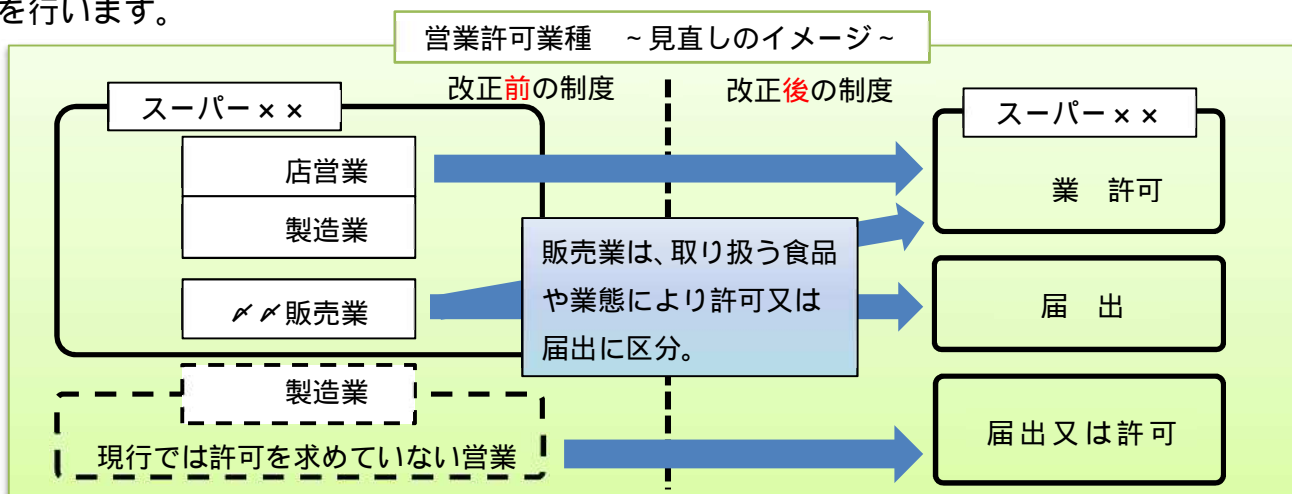 を行います。
営業許可業種 ~見直しのイメージ~
改正前の制度
改正後の制度
スーパー××
店営業
製造業
〆〆販売業
製造業
現行では許可を求めていない営業
販売業は、取り扱う食品
や業態により許可又は
届出に区分。
スーパー××
業 許可
届 出
届出又は許可